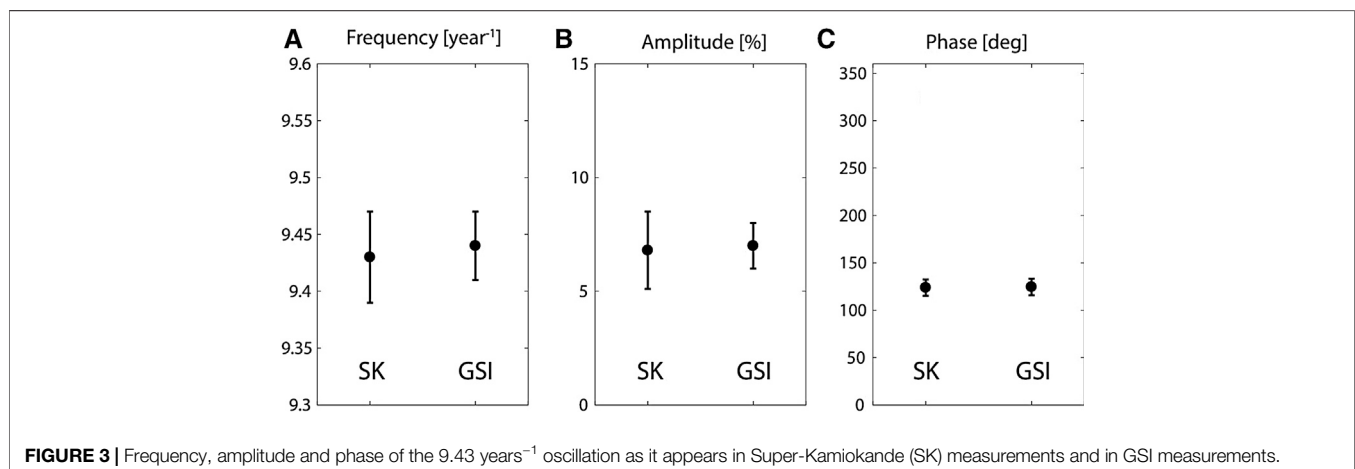 A Frequency [year⁻¹]
9.6
9.55
9.5
9.45
9.4
9.35
9.3
SK GSI
B Amplitude [%]
15
10
5
0
SK GSI
C Phase [deg]
350
300
250
200
150
100
50
0
SK GSI
FIGURE 3 | Frequency, amplitude and phase of the 9.43 years⁻¹ oscillation as it appears in Super-Kamiokande (SK) measurements and in GSI measurements.